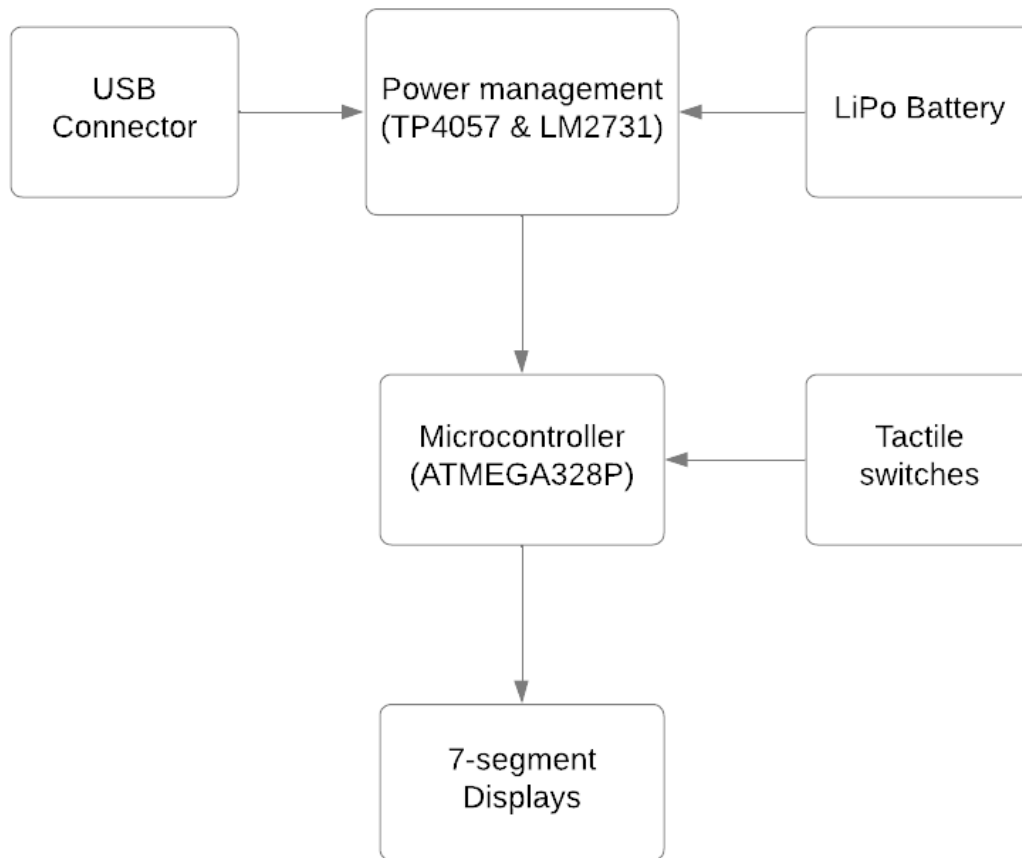 USB
Connector
Power management
(TP4057 & LM2731)
LiPo Battery
Microcontroller
(ATMEGA328P)
Tactile
switches
7-segment
Displays